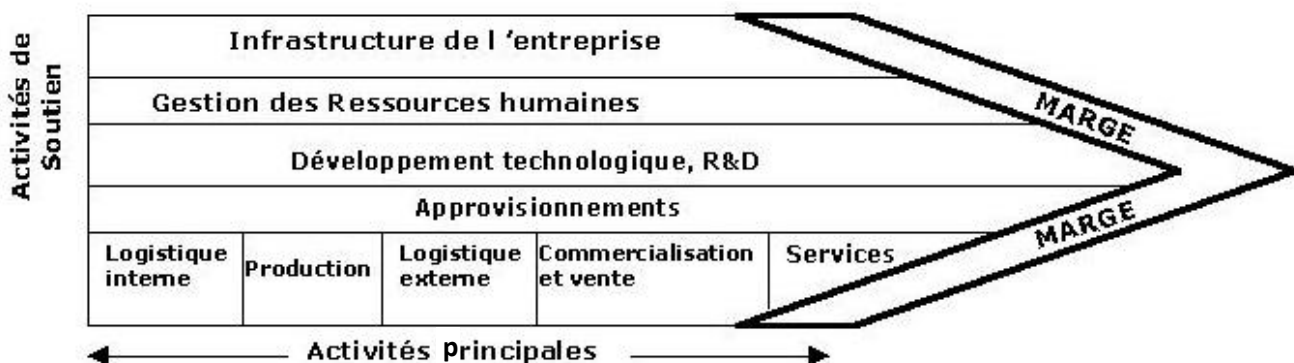 Activités de
Soutien
Infrastructure de l ’entreprise
Gestion des Ressources humaines
Développement technologique, R&D
Approvisionnements
Logistique
interne
Production
Logistique
externe
Commercialisation
et vente
Services
MARGE
MARGE
Activités principales